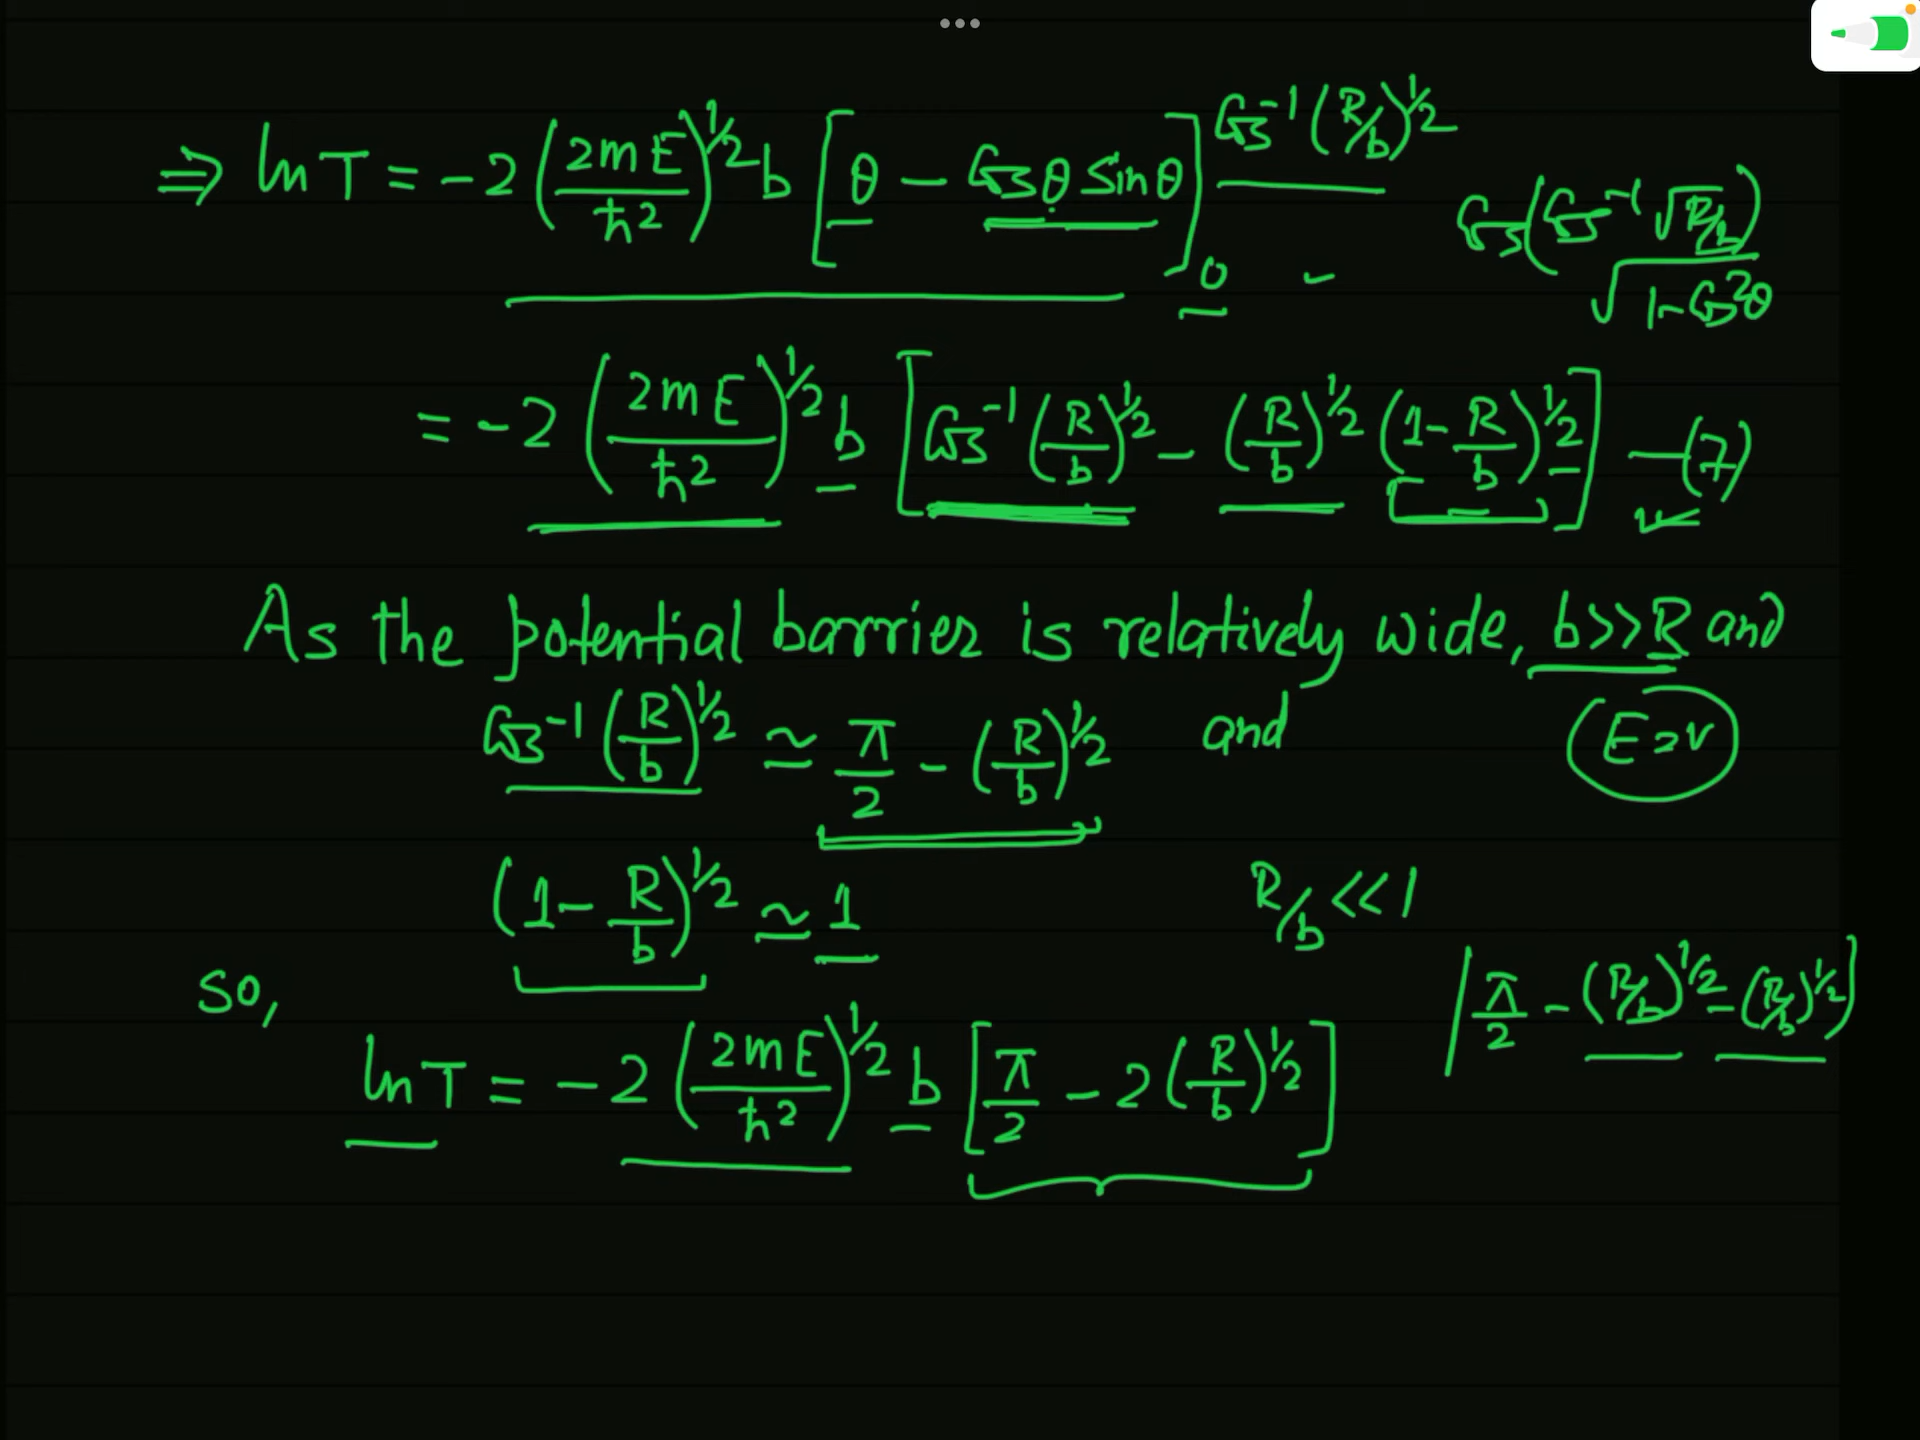 ⇒ ln T = -2 (2mE/ħ²)^1/2 b [θ - Cosθ Sinθ]_0^{Cos⁻¹(R/b)^1/2}
Cos(Cos⁻¹ √R/b)
√1-Cos²θ
= -2 (2mE/ħ²)^1/2 b [Cos⁻¹(R/b)^1/2 - (R/b)^1/2 (1-R/b)^1/2] —(7)
As the potential barrier is relatively wide, b>>R and
Cos⁻¹(R/b)^1/2 ≃ π/2 - (R/b)^1/2 and
(1-R/b)^1/2 ≃ 1
R/b <<1
[π/2 - (R/b)^1/2 - (R/b)^1/2]
so,
ln T = -2 (2mE/ħ²)^1/2 b [π/2 - 2(R/b)^1/2]